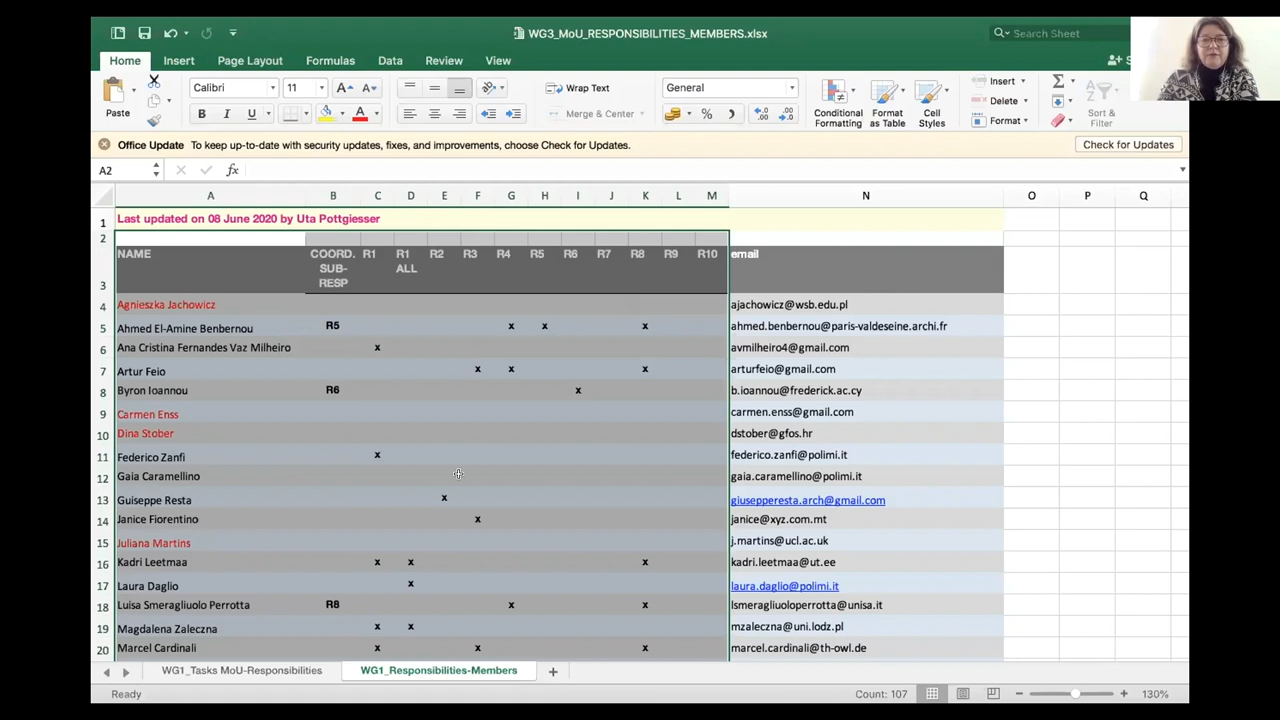 WG3_MoU_RESPONSIBILITIES_MEMBERS.xlsx
Search Sheet
Home Insert Page Layout Formulas Data Review View
Paste
Calibri 11
B I U
Wrap Text
Merge & Center
General
Conditional Formatting
Format as Table
Cell Styles
Insert
Delete
Format
Sort & Filter
Office Update To keep up-to-date with security updates, fixes, and improvements, choose Check for Updates.
Check for Updates
A2 fx
A B C D E F G H I J K L M N O P Q
1 Last updated on 08 June 2020 by Uta Pottgiesser
2
3 NAME COORD. SUB-RESP R1 R1 ALL R2 R3 R4 R5 R6 R7 R8 R9 R10 email
4 Agnieszka Jachowicz ajachowicz@wsb.edu.pl
5 Ahmed El-Amine Benbernou R5 x x x ahmed.benbernou@paris-valdeseine.archi.fr
6 Ana Cristina Fernandes Vaz Milheiro x avmilheiro4@gmail.com
7 Artur Feio x x x arturfeio@gmail.com
8 Byron Ioannou R6 x b.ioannou@frederick.ac.cy
9 Carmen Enss carmen.enss@gmail.com
10 Dina Stober dstober@gfos.hr
11 Federico Zanfi x federico.zanfi@polimi.it
12 Gaia Caramellino gaia.caramellino@polimi.it
13 Guiseppe Resta x giusepperesta.arch@gmail.com
14 Janice Fiorentino x janice@xyz.com.mt
15 Juliana Martins j.martins@ucl.ac.uk
16 Kadri Leetmaa x x x kadri.leetmaa@ut.ee
17 Laura Daglio x laura.daglio@polimi.it
18 Luisa Smeragliuolo Perrotta R8 x x lsmeragliuoloperrotta@unisa.it
19 Magdalena Zaleczna x x mzaleczna@uni.lodz.pl
20 Marcel Cardinali x x x marcel.cardinali@th-owl.de
WG1_Tasks MoU-Responsibilities WG1_Responsibilities-Members
Ready Count: 107 130%